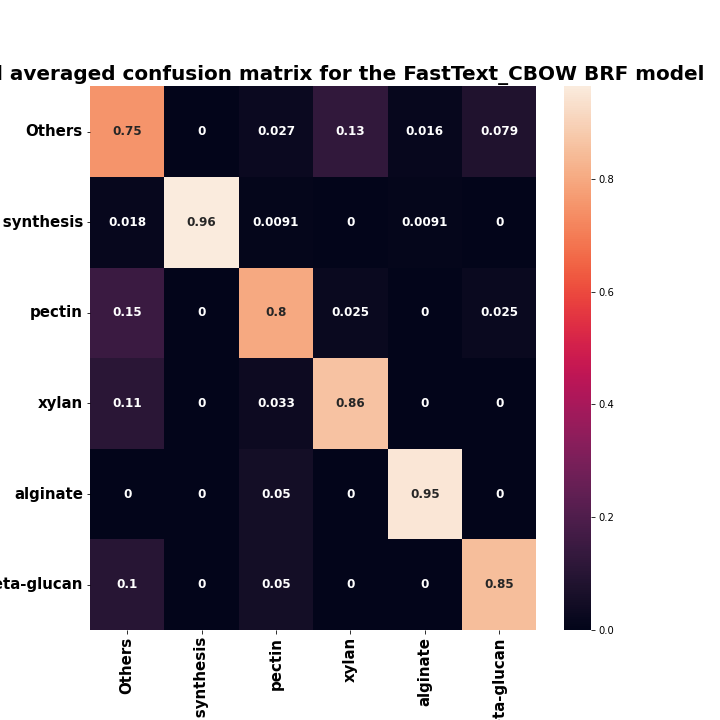 averaged confusion matrix for the FastText_CBOW BRF model
Others 0.75 0 0.027 0.13 0.016 0.079
synthesis 0.018 0.96 0.0091 0 0.0091 0
pectin 0.15 0 0.8 0.025 0 0.025
xylan 0.11 0 0.033 0.86 0 0
alginate 0 0 0.05 0 0.95 0
eta-glucan 0.1 0 0.05 0 0 0.85
Others synthesis pectin xylan alginate ta-glucan
0.8
0.6
0.4
0.2
0.0